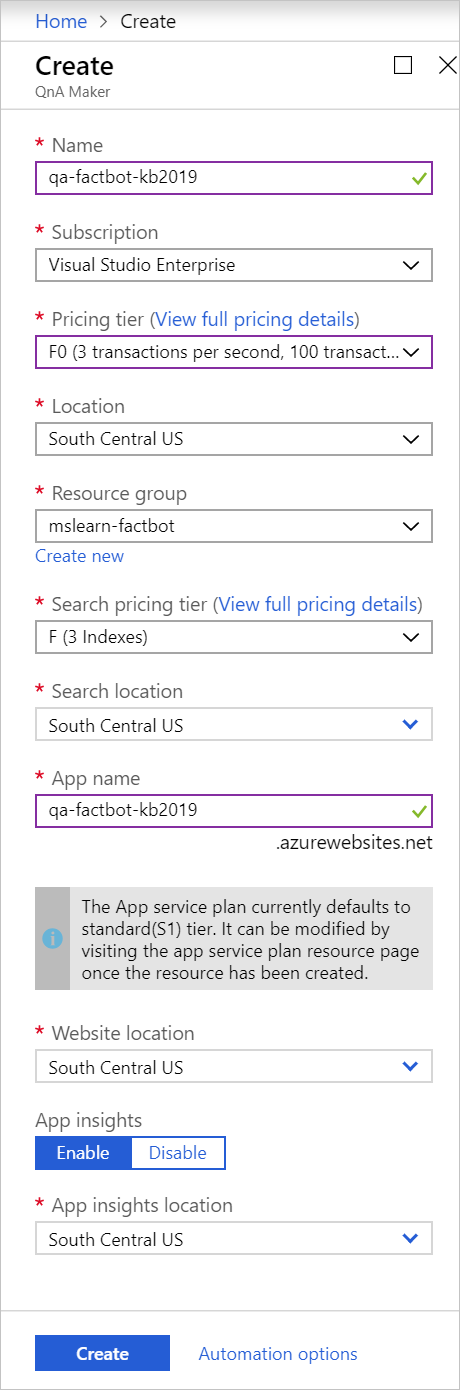 Home > Create
Create
QnA Maker
* Name
qa-factbot-kb2019
* Subscription
Visual Studio Enterprise
* Pricing tier (View full pricing details)
F0 (3 transactions per second, 100 transact...
* Location
South Central US
* Resource group
mslearn-factbot
Create new
* Search pricing tier (View full pricing details)
F (3 Indexes)
* Search location
South Central US
* App name
qa-factbot-kb2019
.azurewebsites.net
The App service plan currently defaults to
standard(S1) tier. It can be modified by
visiting the app service plan resource page
once the resource has been created.
* Website location
South Central US
App insights
Enable Disable
* App insights location
South Central US
Create Automation options